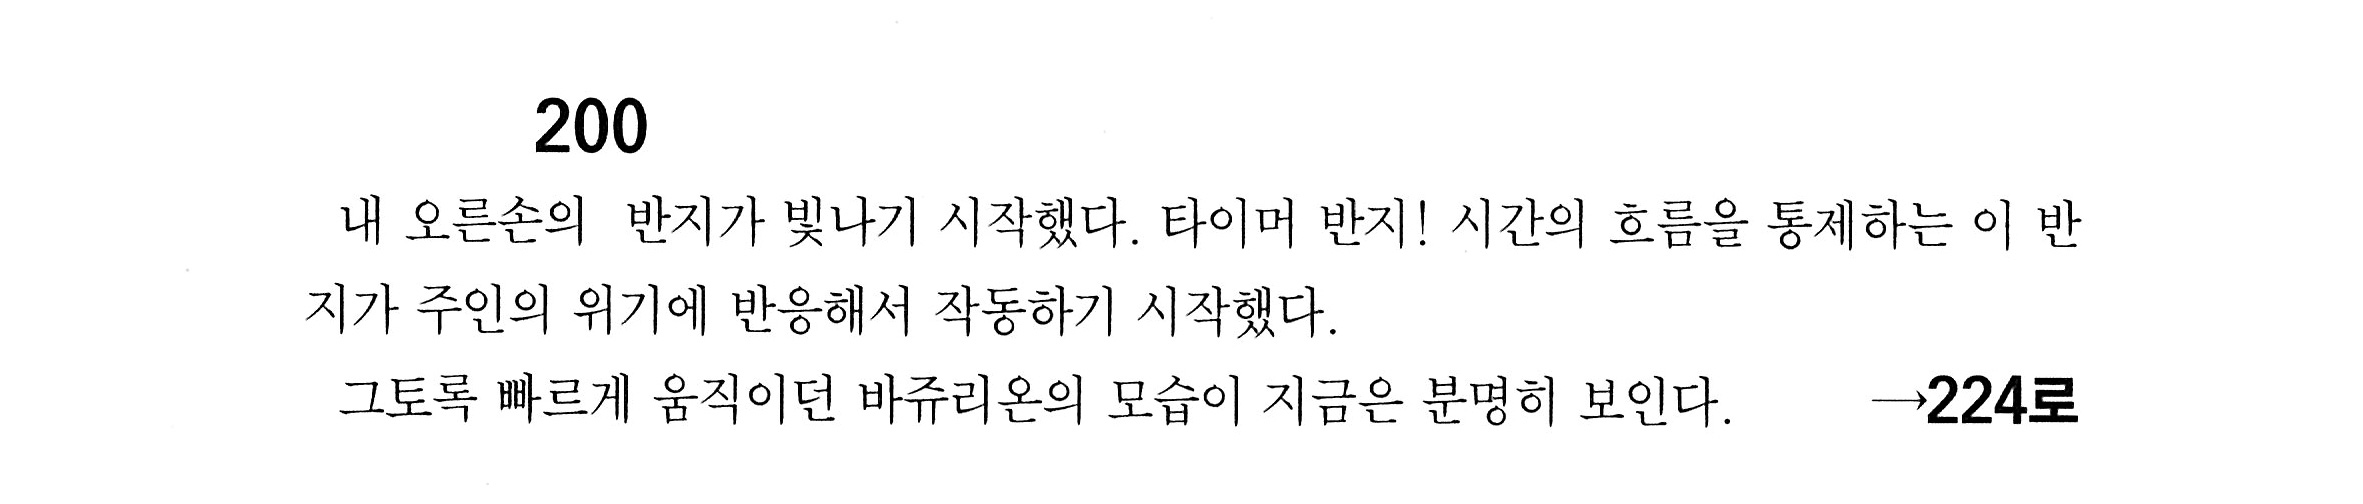 200
내 오른손의 반지가 빛나기 시작했다. 타이머 반지! 시간의 흐름을 통제하는 이 반
지가 주인의 위기에 반응해서 작동하기 시작했다.
그토록 빠르게 움직이던 바쥬리온의 모습이 지금은 분명히 보인다. →224로